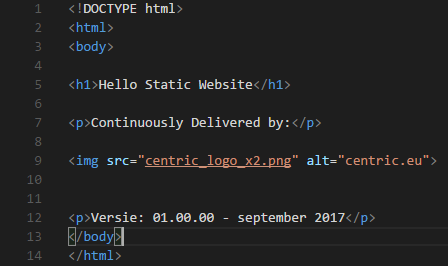 1 <!DOCTYPE html>
2 <html>
3 <body>
4
5 <h1>Hello Static Website</h1>
6
7 <p>Continuously Delivered by:</p>
8
9 <img src="centric_logo_x2.png" alt="centric.eu">
10
11
12 <p>Versie: 01.00.00 - september 2017</p>
13 </body>
14 </html>